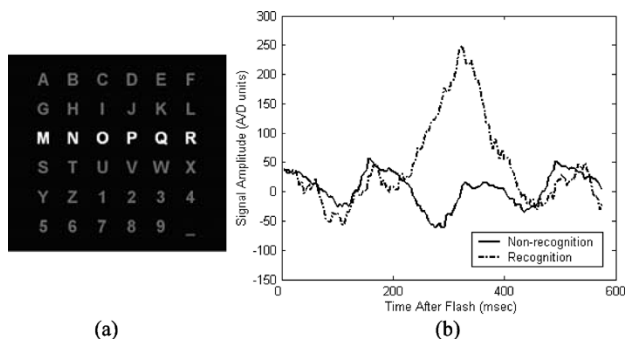 A B C D E F
G H I J K L
M N O P Q R
S T U V W X
Y Z 1 2 3 4
5 6 7 8 9 _
(a)
300
250
200
150
100
50
0
-50
-100
-150
Signal Amplitude (A/D units)
0 200 400 600
Time After Flash (msec)
Non-recognition
Recognition
(b)